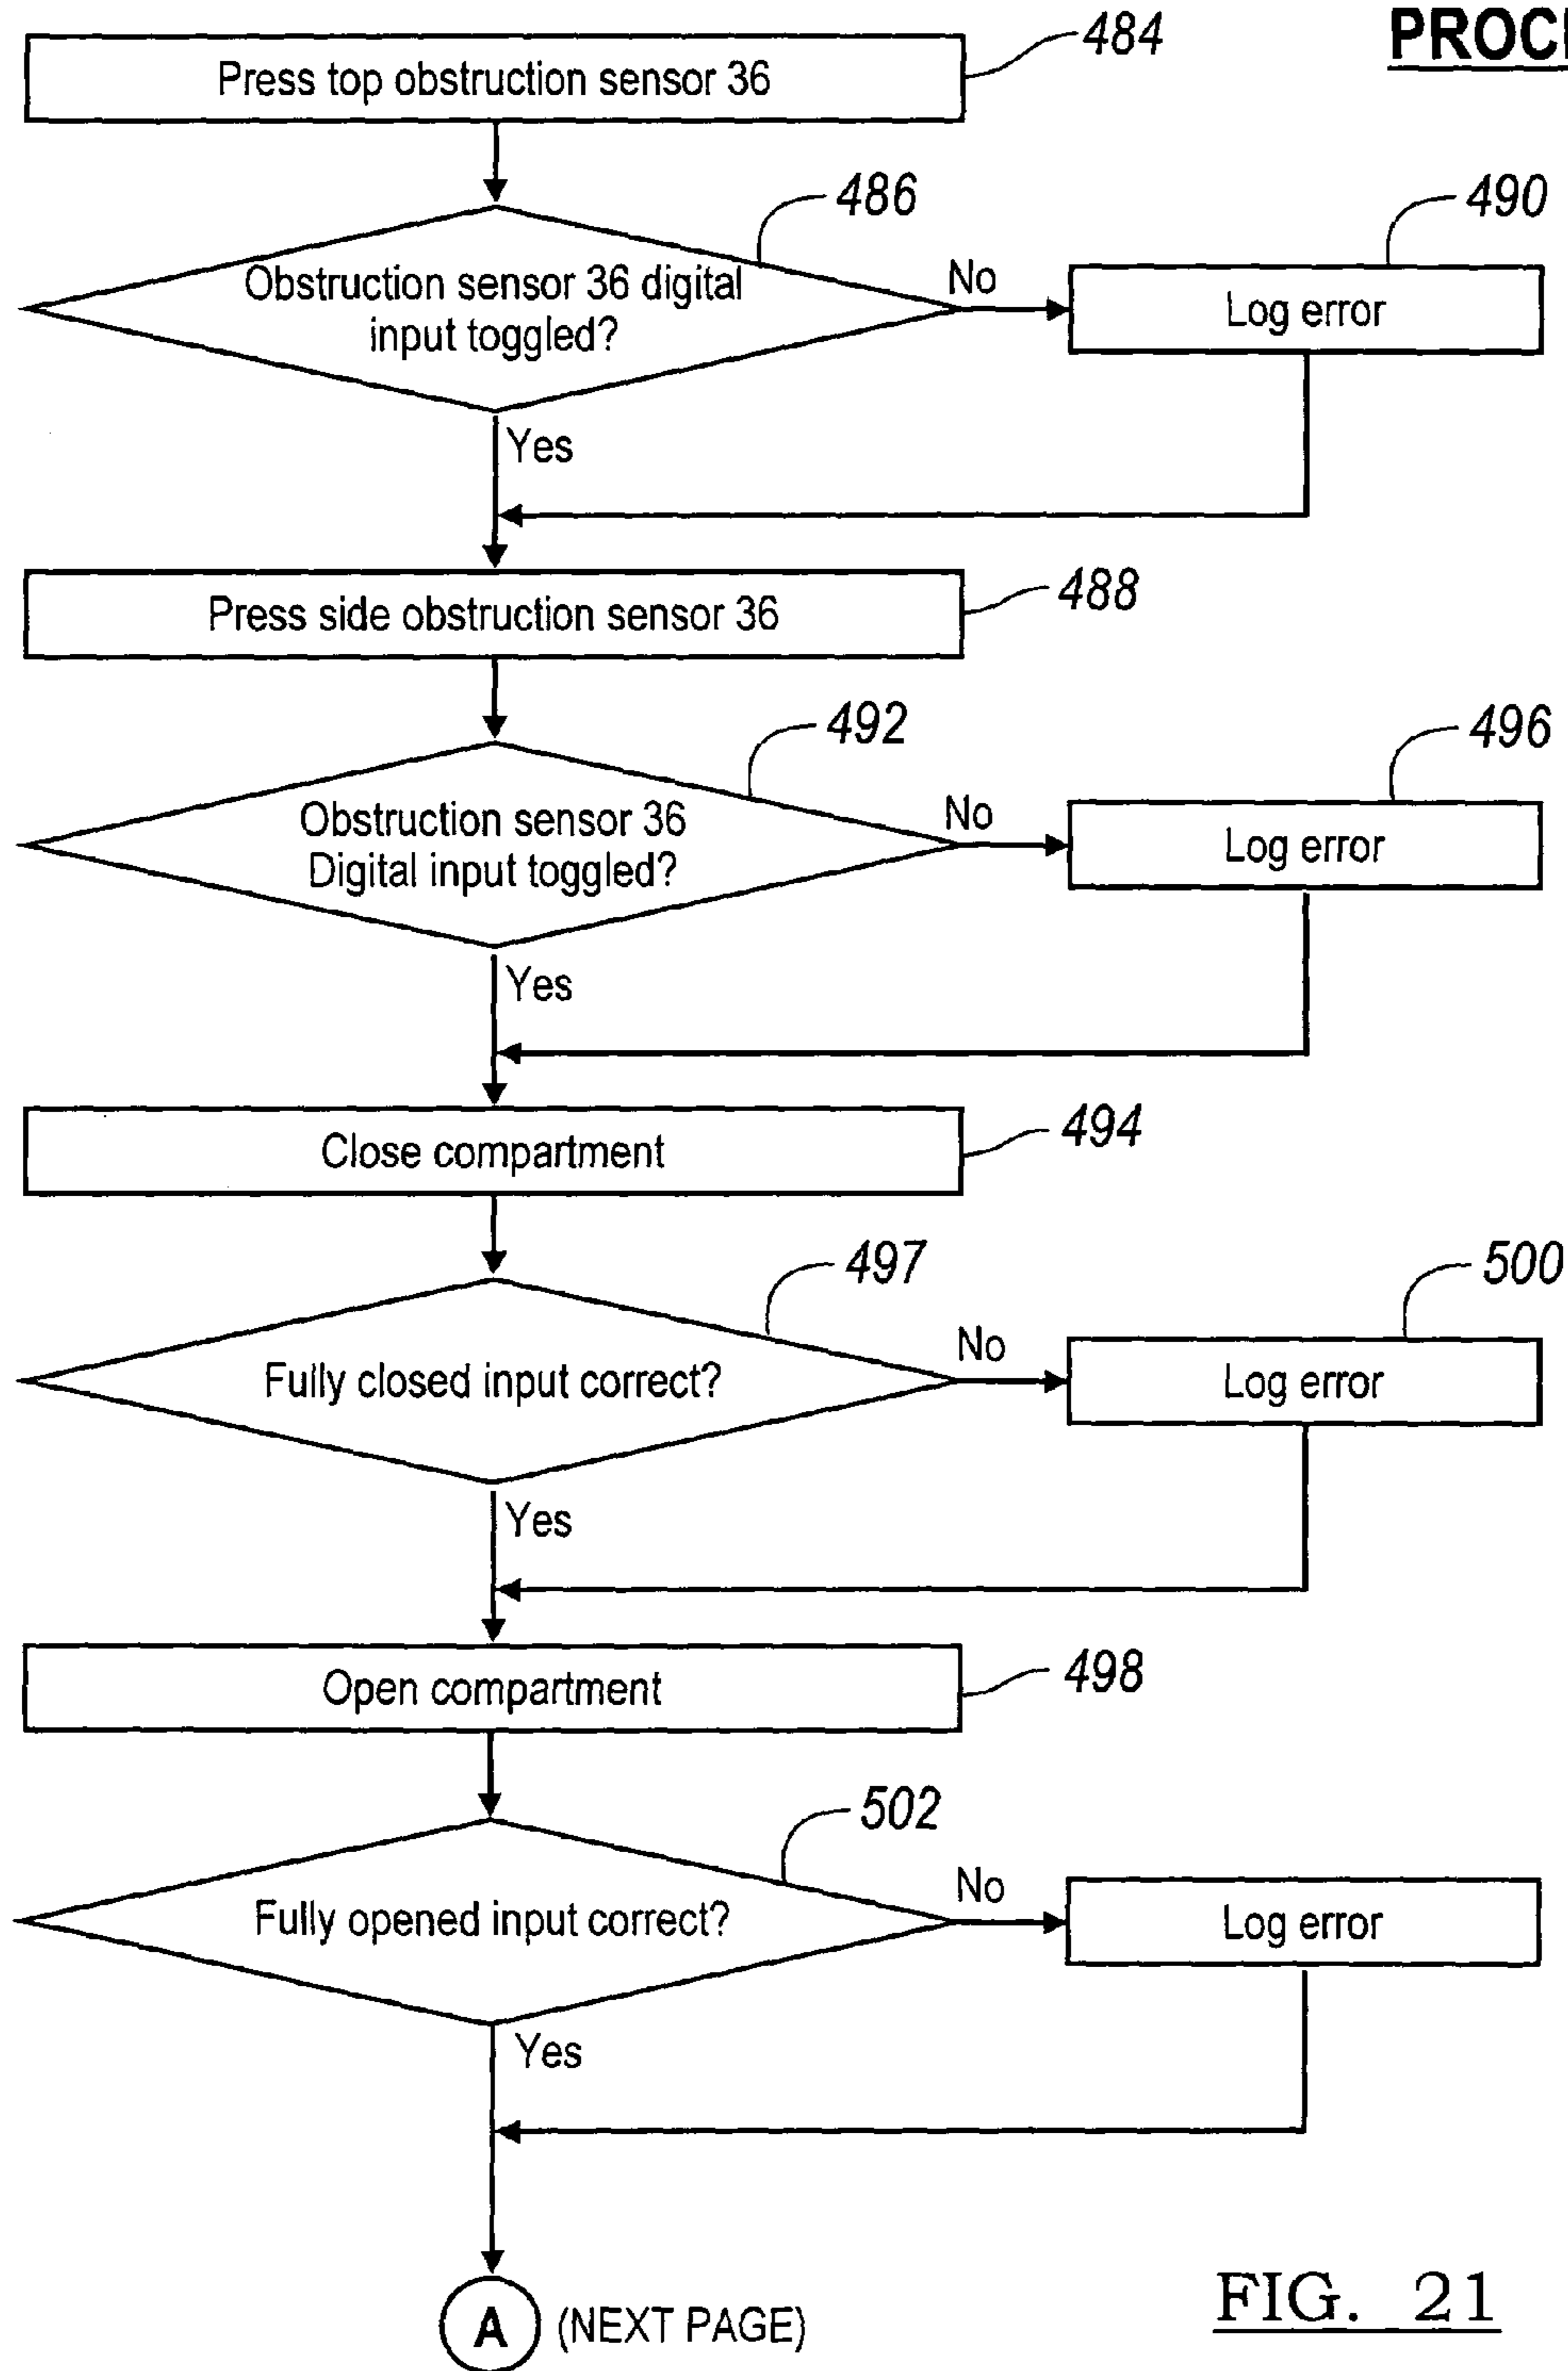 484
Press top obstruction sensor 36
486
490
Obstruction sensor 36 digital
input toggled?
No
Log error
Yes
488
Press side obstruction sensor 36
492
496
Obstruction sensor 36
Digital input toggled?
No
Log error
Yes
494
Close compartment
497
500
Fully closed input correct?
No
Log error
Yes
498
Open compartment
502
Fully opened input correct?
No
Log error
Yes
A (NEXT PAGE)
FIG. 21